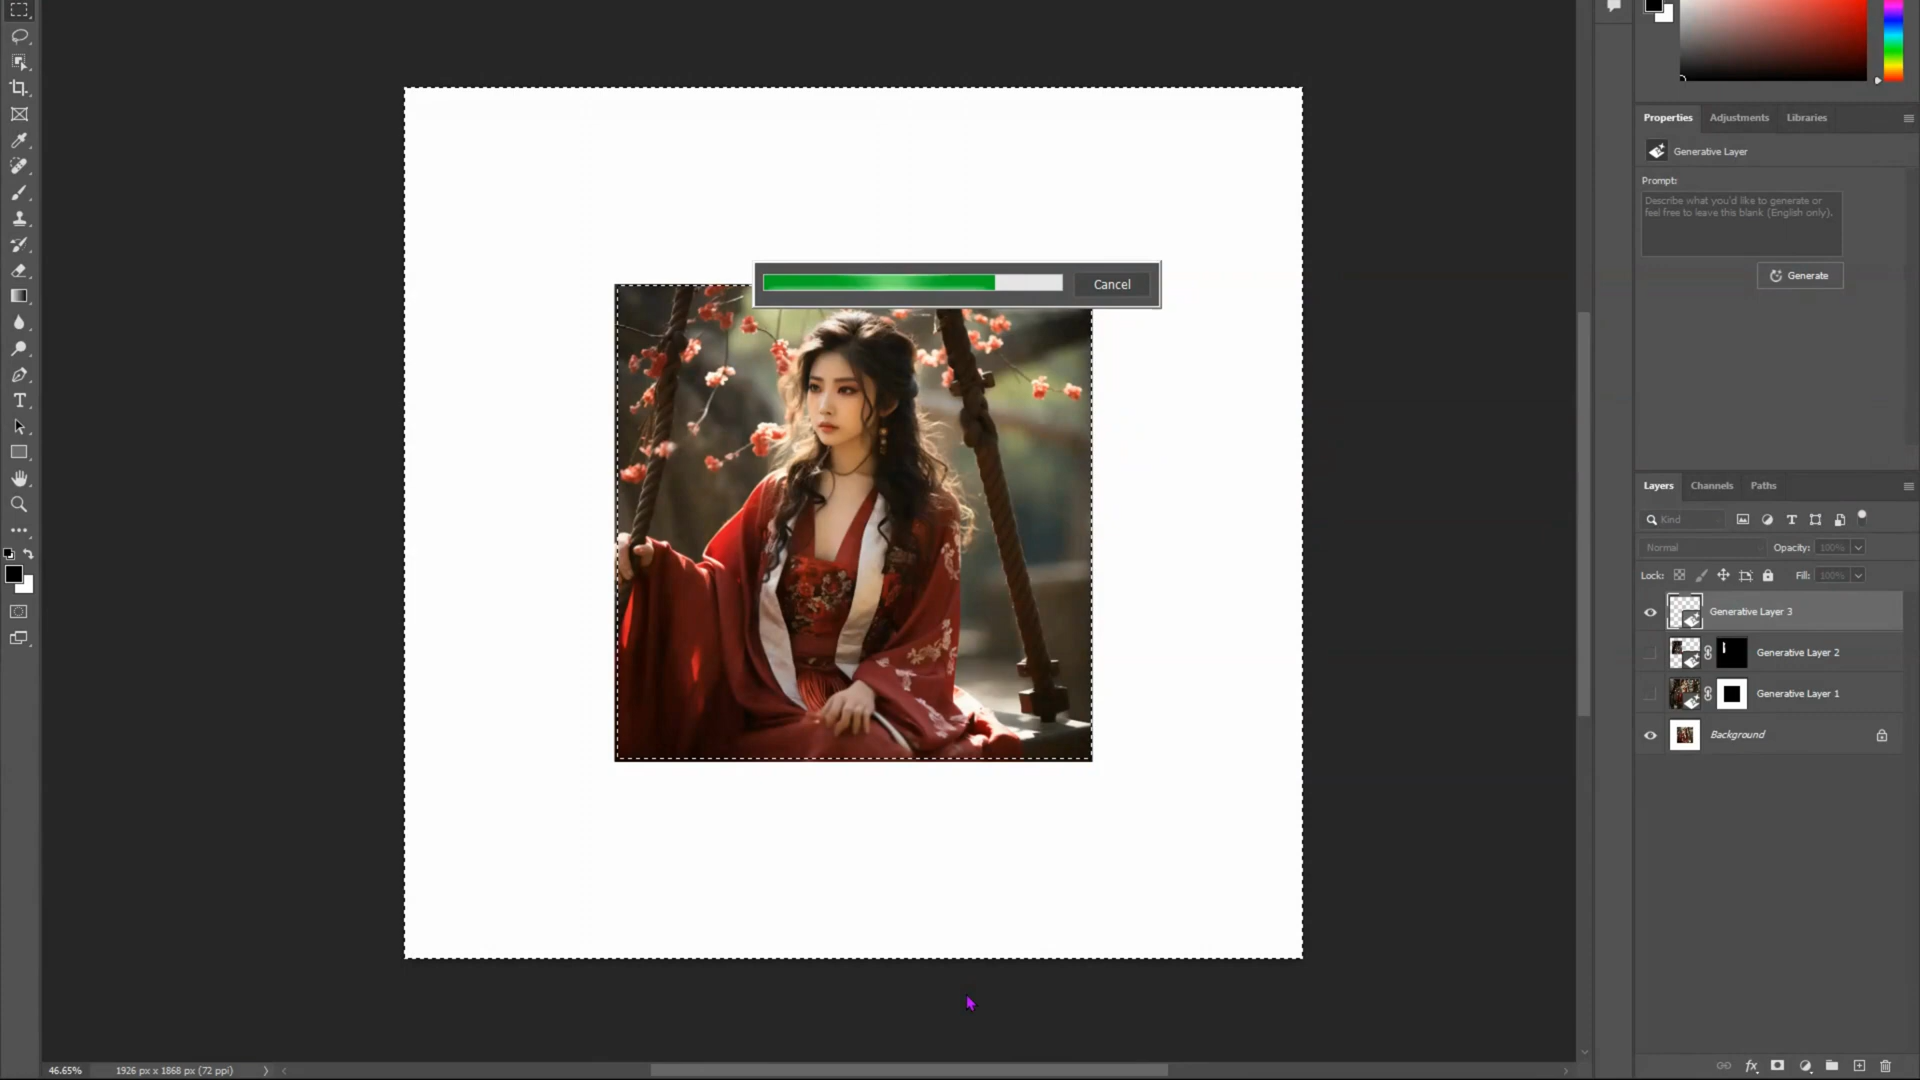 Properties Adjustments Libraries
Generative Layer
Prompt:
Describe what you'd like to generate or
feel free to leave this blank (English only).
Generate
Cancel
Layers Channels Paths
Kind
Normal Opacity: 100%
Lock: Fill: 100%
Generative Layer 3
Generative Layer 2
Generative Layer 1
Background
46.65% 1926 px x 1868 px (72 ppi)